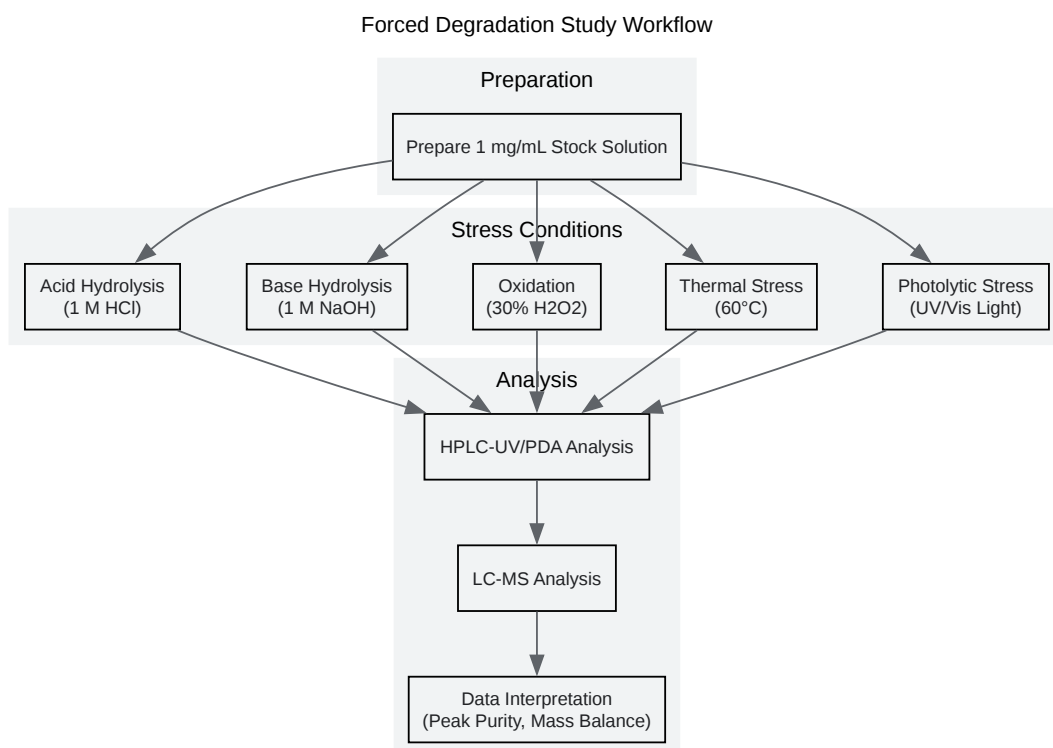 Forced Degradation Study Workflow
Preparation
Prepare 1 mg/mL Stock Solution
Stress Conditions
Acid Hydrolysis
(1 M HCl)
Base Hydrolysis
(1 M NaOH)
Oxidation
(30% H2O2)
Thermal Stress
(60°C)
Photolytic Stress
(UV/Vis Light)
Analysis
HPLC-UV/PDA Analysis
LC-MS Analysis
Data Interpretation
(Peak Purity, Mass Balance)